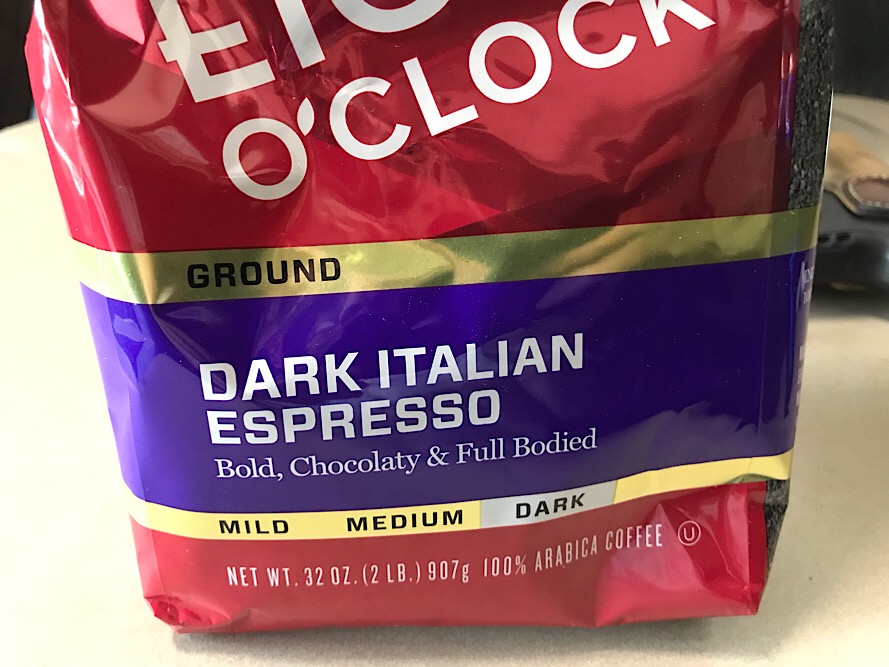 O'CLOCK
GROUND
DARK ITALIAN
ESPRESSO
Bold, Chocolaty & Full Bodied
MILD MEDIUM DARK
NET WT. 32 OZ. (2 LB.) 907g 100% ARABICA COFFEE U